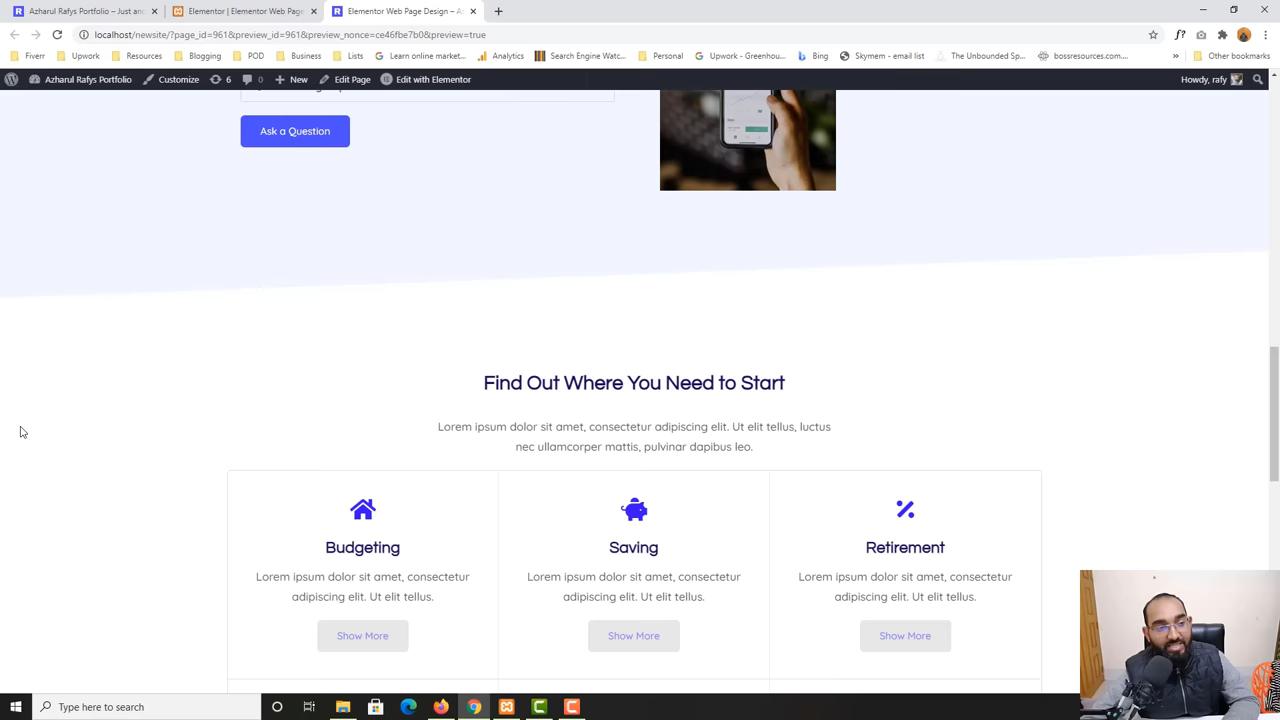 Azharul Rafys Portfolio – Just anc
Elementor | Elementor Web Page
Elementor Web Page Design – A
localhost/newsite/?page_id=961&preview_id=961&preview_nonce=ce46fbe7b0&preview=true
Fiverr
Upwork
Resources
Blogging
POD
Business
Lists
Learn online market...
Analytics
Search Engine Watc...
Personal
Upwork - Greenhou...
Bing
Skymem - email list
The Unbounded Sp...
bossresources.com...
Other bookmarks
Azharul Rafys Portfolio
Customize
6
0
New
Edit Page
Edit with Elementor
Howdy, rafy
Ask a Question
Find Out Where You Need to Start
Lorem ipsum dolor sit amet, consectetur adipiscing elit. Ut elit tellus, luctus
nec ullamcorper mattis, pulvinar dapibus leo.
Budgeting
Lorem ipsum dolor sit amet, consectetur
adipiscing elit. Ut elit tellus.
Show More
Saving
Lorem ipsum dolor sit amet, consectetur
adipiscing elit. Ut elit tellus.
Show More
Retirement
Lorem ipsum dolor sit amet, consectetur
adipiscing elit. Ut elit tellus.
Show More
Type here to search